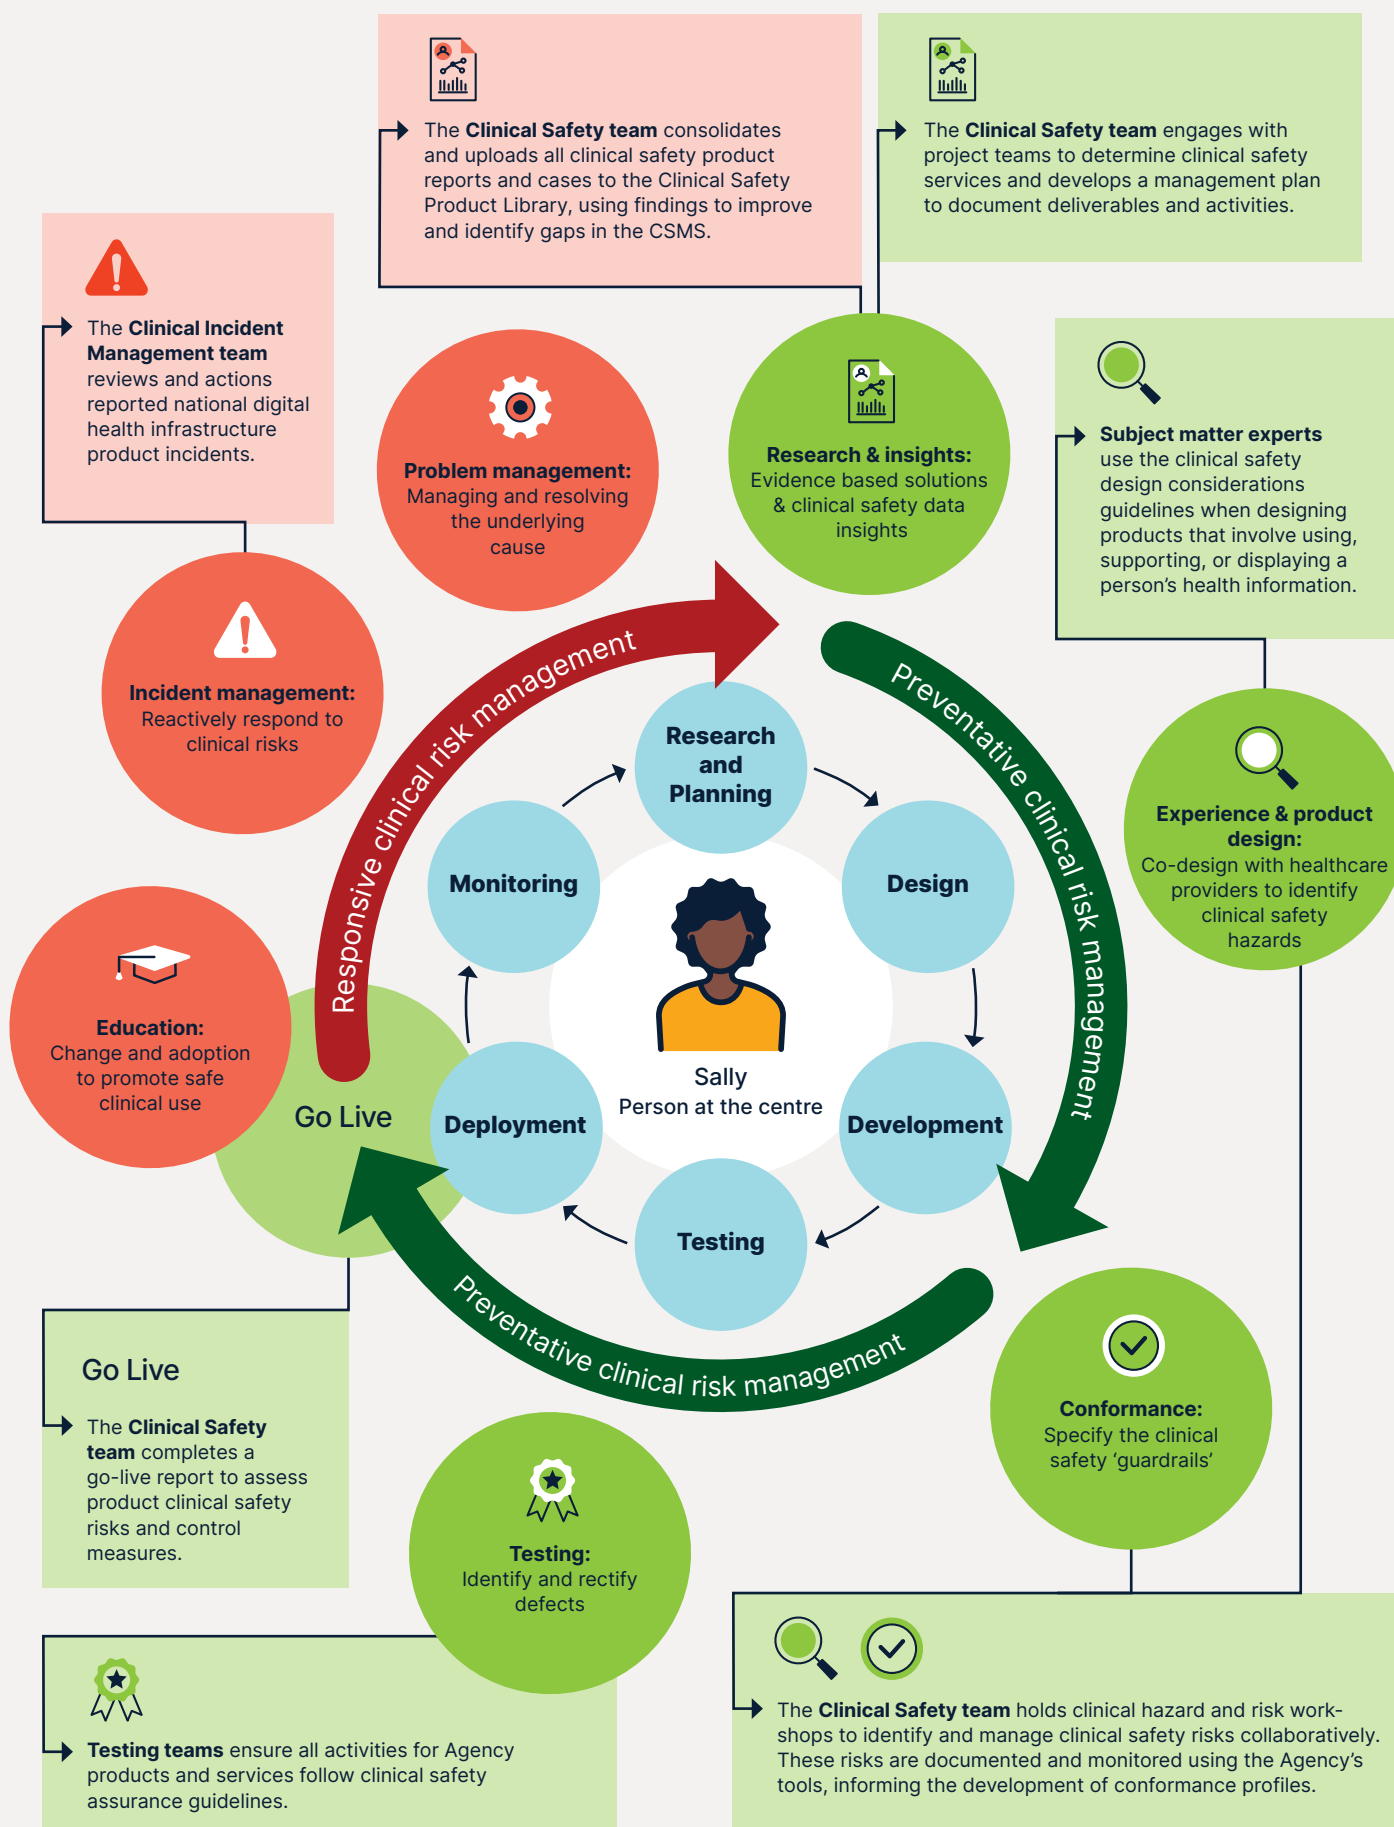 The Clinical Safety team consolidates
and uploads all clinical safety product
reports and cases to the Clinical Safety
Product Library, using findings to improve
and identify gaps in the CSMS.
The Clinical Safety team engages with
project teams to determine clinical safety
services and develops a management plan
to document deliverables and activities.
The Clinical Incident
Management team
reviews and actions
reported national digital
health infrastructure
product incidents.
Problem management:
Managing and resolving
the underlying
cause
Research & insights:
Evidence based solutions
& clinical safety data
insights
Subject matter experts
use the clinical safety
design considerations
guidelines when designing
products that involve using,
supporting, or displaying a
person's health information.
Incident management:
Reactively respond to
clinical risks
Responsive clinical risk management
Preventative clinical risk management
Research
and
Planning
Experience & product
design:
Co-design with healthcare
providers to identify
clinical safety
hazards
Monitoring
Design
Education:
Change and adoption
to promote safe
clinical use
Go Live
Sally
Person at the centre
Deployment
Development
Testing
Preventative clinical risk management
Go Live
The Clinical Safety
team completes a
go-live report to assess
product clinical safety
risks and control
measures.
Conformance:
Specify the clinical
safety ‘guardrails’
Testing:
Identify and rectify
defects
Testing teams ensure all activities for Agency
products and services follow clinical safety
assurance guidelines.
The Clinical Safety team holds clinical hazard and risk work-
shops to identify and manage clinical safety risks collaboratively.
These risks are documented and monitored using the Agency’s
tools, informing the development of conformance profiles.